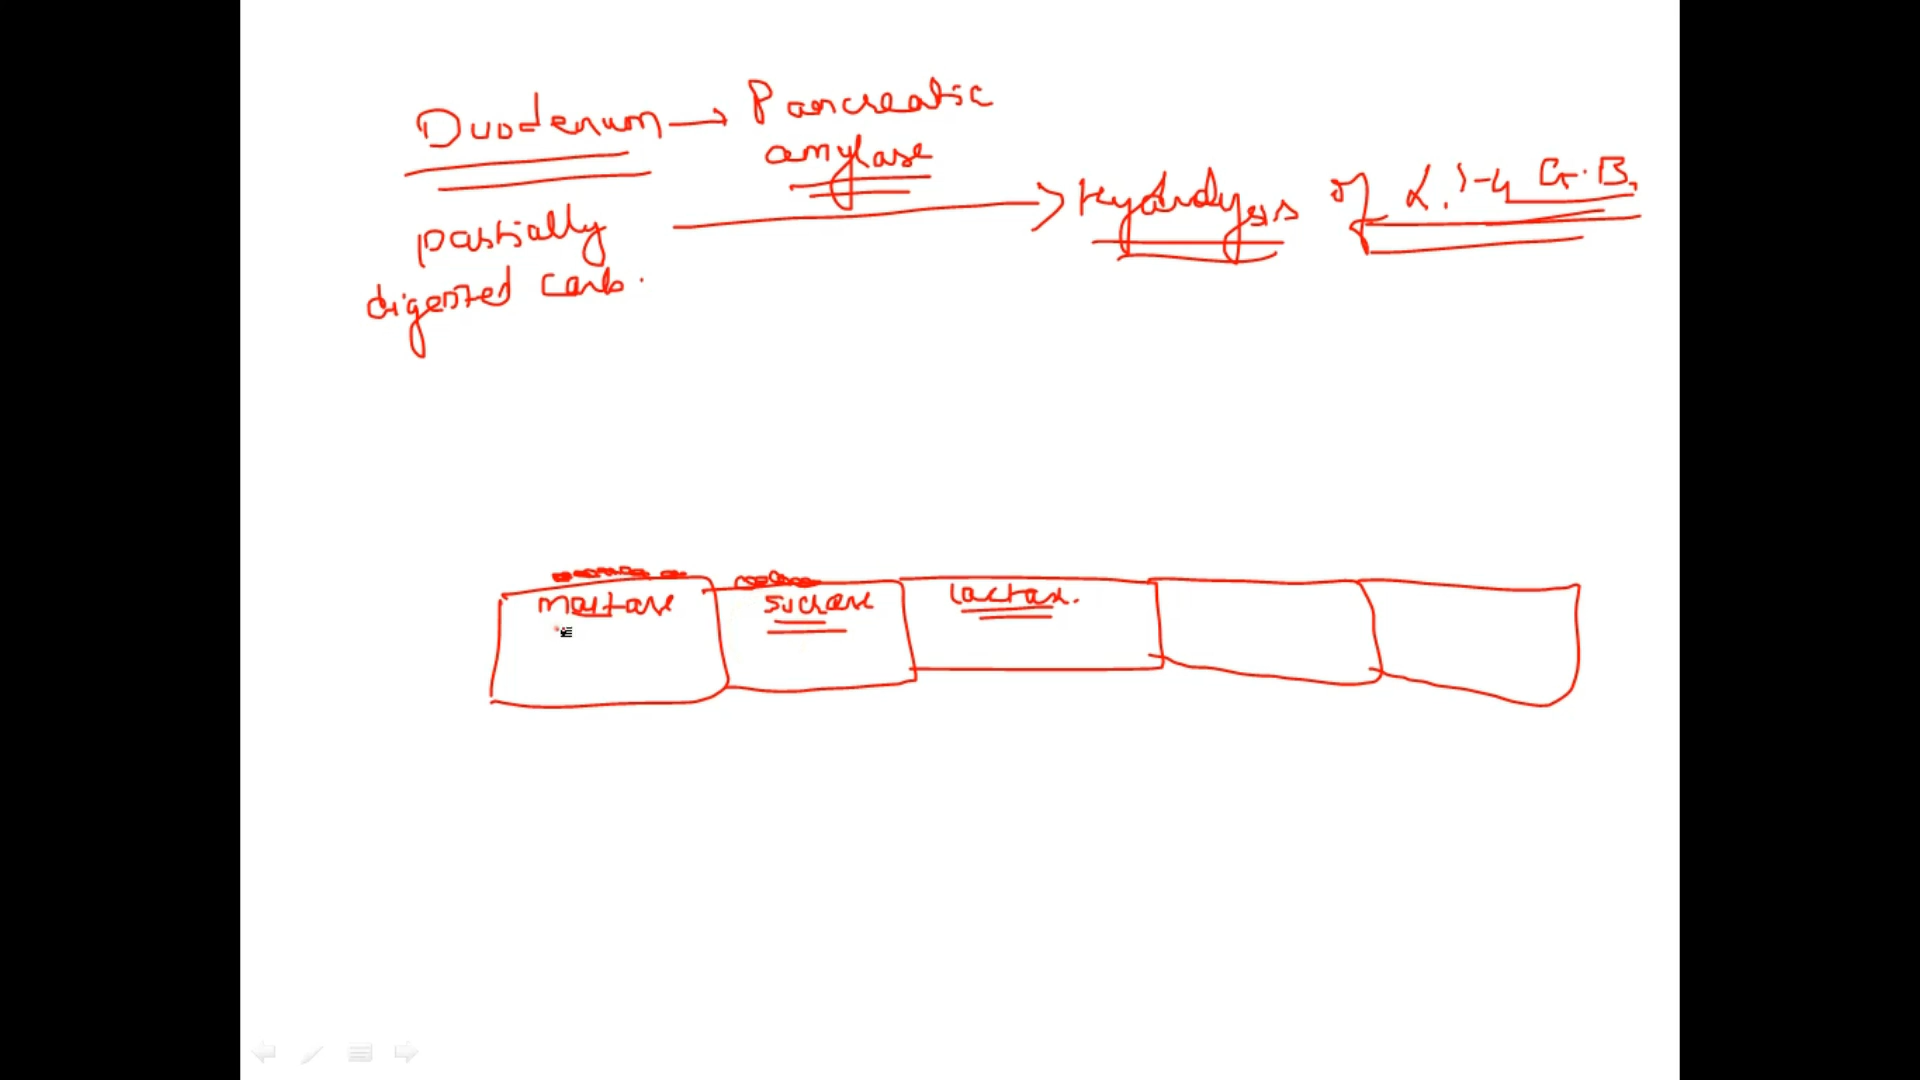 Duodenum → Pancreatic
amylase
partially
digested carb.
→ Hydrolysis of α.1-4 G.B.
maltase
sucrase
lactase.